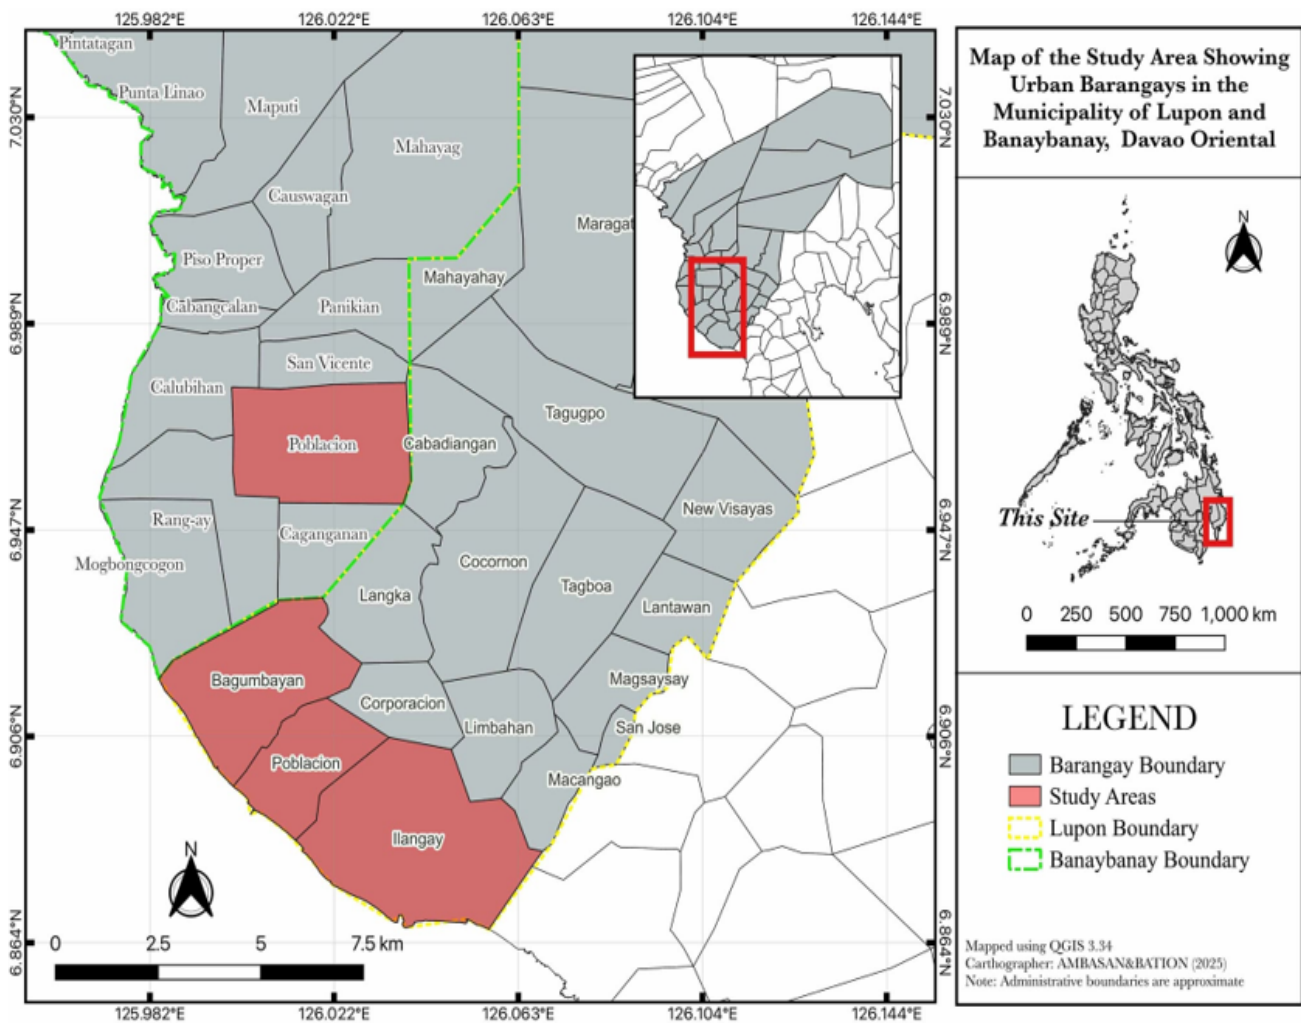 125.982°E 126.022°E 126.063°E 126.104°E 126.144°E
7.030°N
6.989°N
6.947°N
6.906°N
6.864°N
Pintatagan
Punta Linao
Maputi
Mahayag
Causwagan
Maragat
Piso Proper
Mahayahay
Cabangcalan
Panikian
San Vicente
Calubihan
Tagugpo
Poblacion
Cabadiangan
New Visayas
Rang-ay
Caganganan
Mogbongcogon
Cocornon
Tagboa
Langka
Lantawan
Bagumbayan
Magsaysay
Corporacion
Limbahan
San Jose
Poblacion
Macangao
Ilangay
N
0 2.5 5 7.5 km
7.030°N
6.989°N
6.947°N
6.906°N
6.864°N
125.982°E 126.022°E 126.063°E 126.104°E 126.144°E
Map of the Study Area Showing
Urban Barangays in the
Municipality of Lupon and
Banaybanay, Davao Oriental
N
This Site
0 250 500 750 1,000 km
LEGEND
Barangay Boundary
Study Areas
Lupon Boundary
Banaybanay Boundary
Mapped using QGIS 3.34
Carthographer: AMBASAN&BATION (2025)
Note: Administrative boundaries are approximate